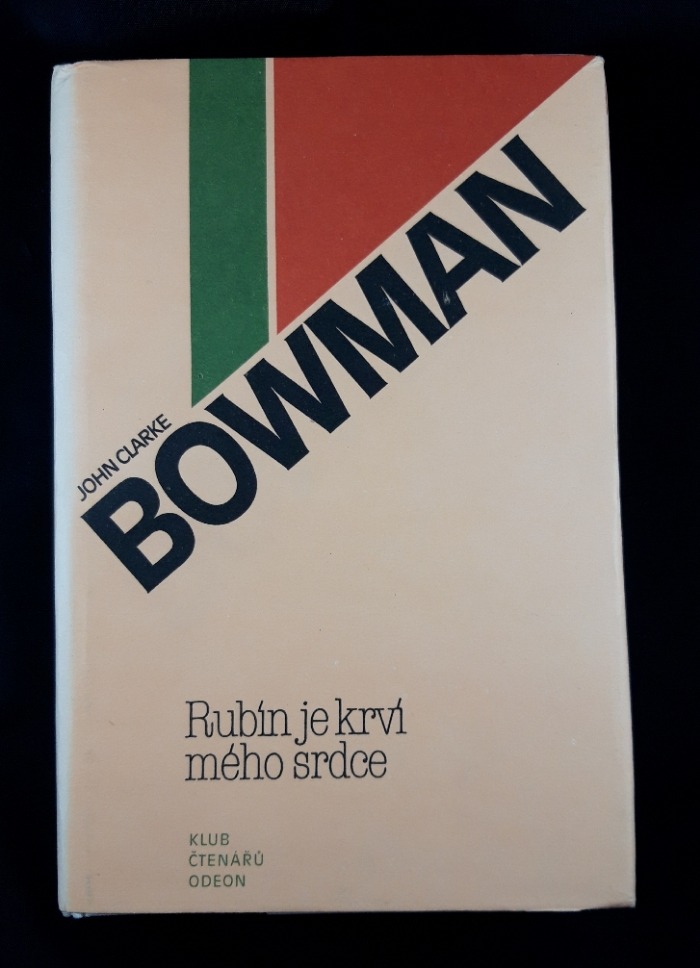 JOHN CLARKE
BOWMAN
Rubín je krví
mého srdce
KLUB
ČTENÁŘŮ
ODEON